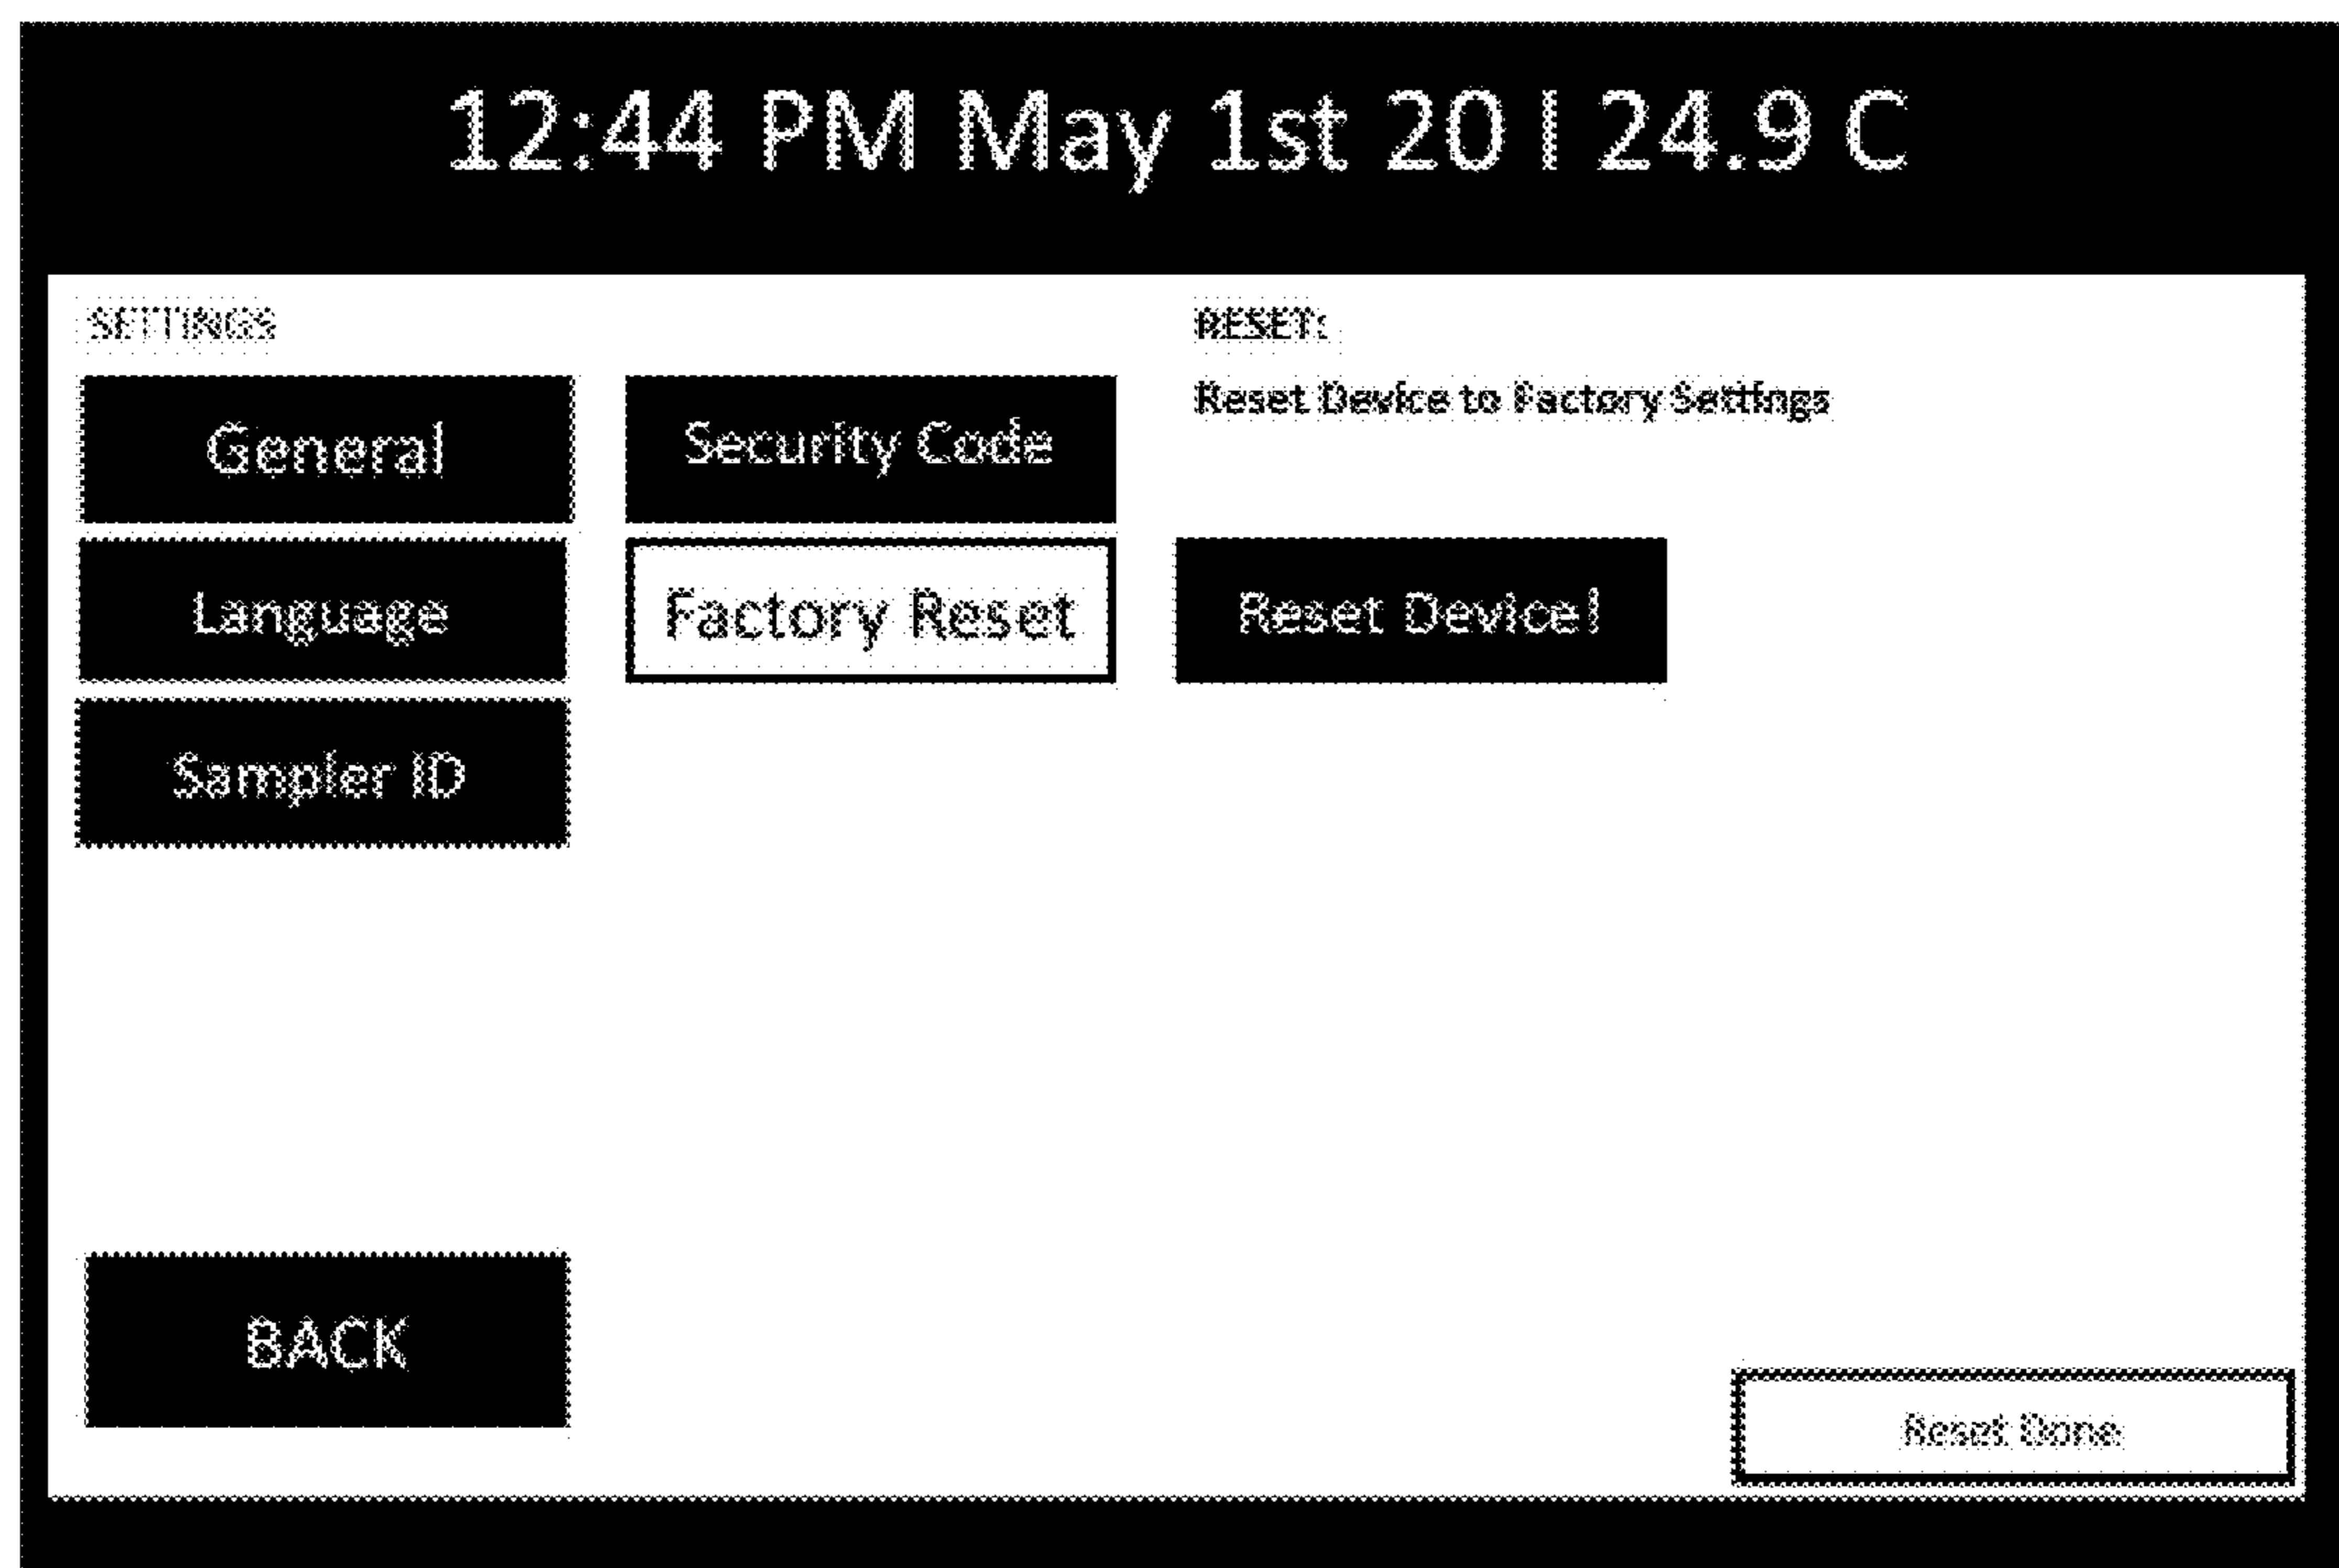 12:44 PM May 1st 20 | 24.9 C
SETTINGS
General
Language
Sampler ID
Security Code
Factory Reset
RESET:
Reset Device to Factory Settings
Reset Device!
BACK
Reset Done